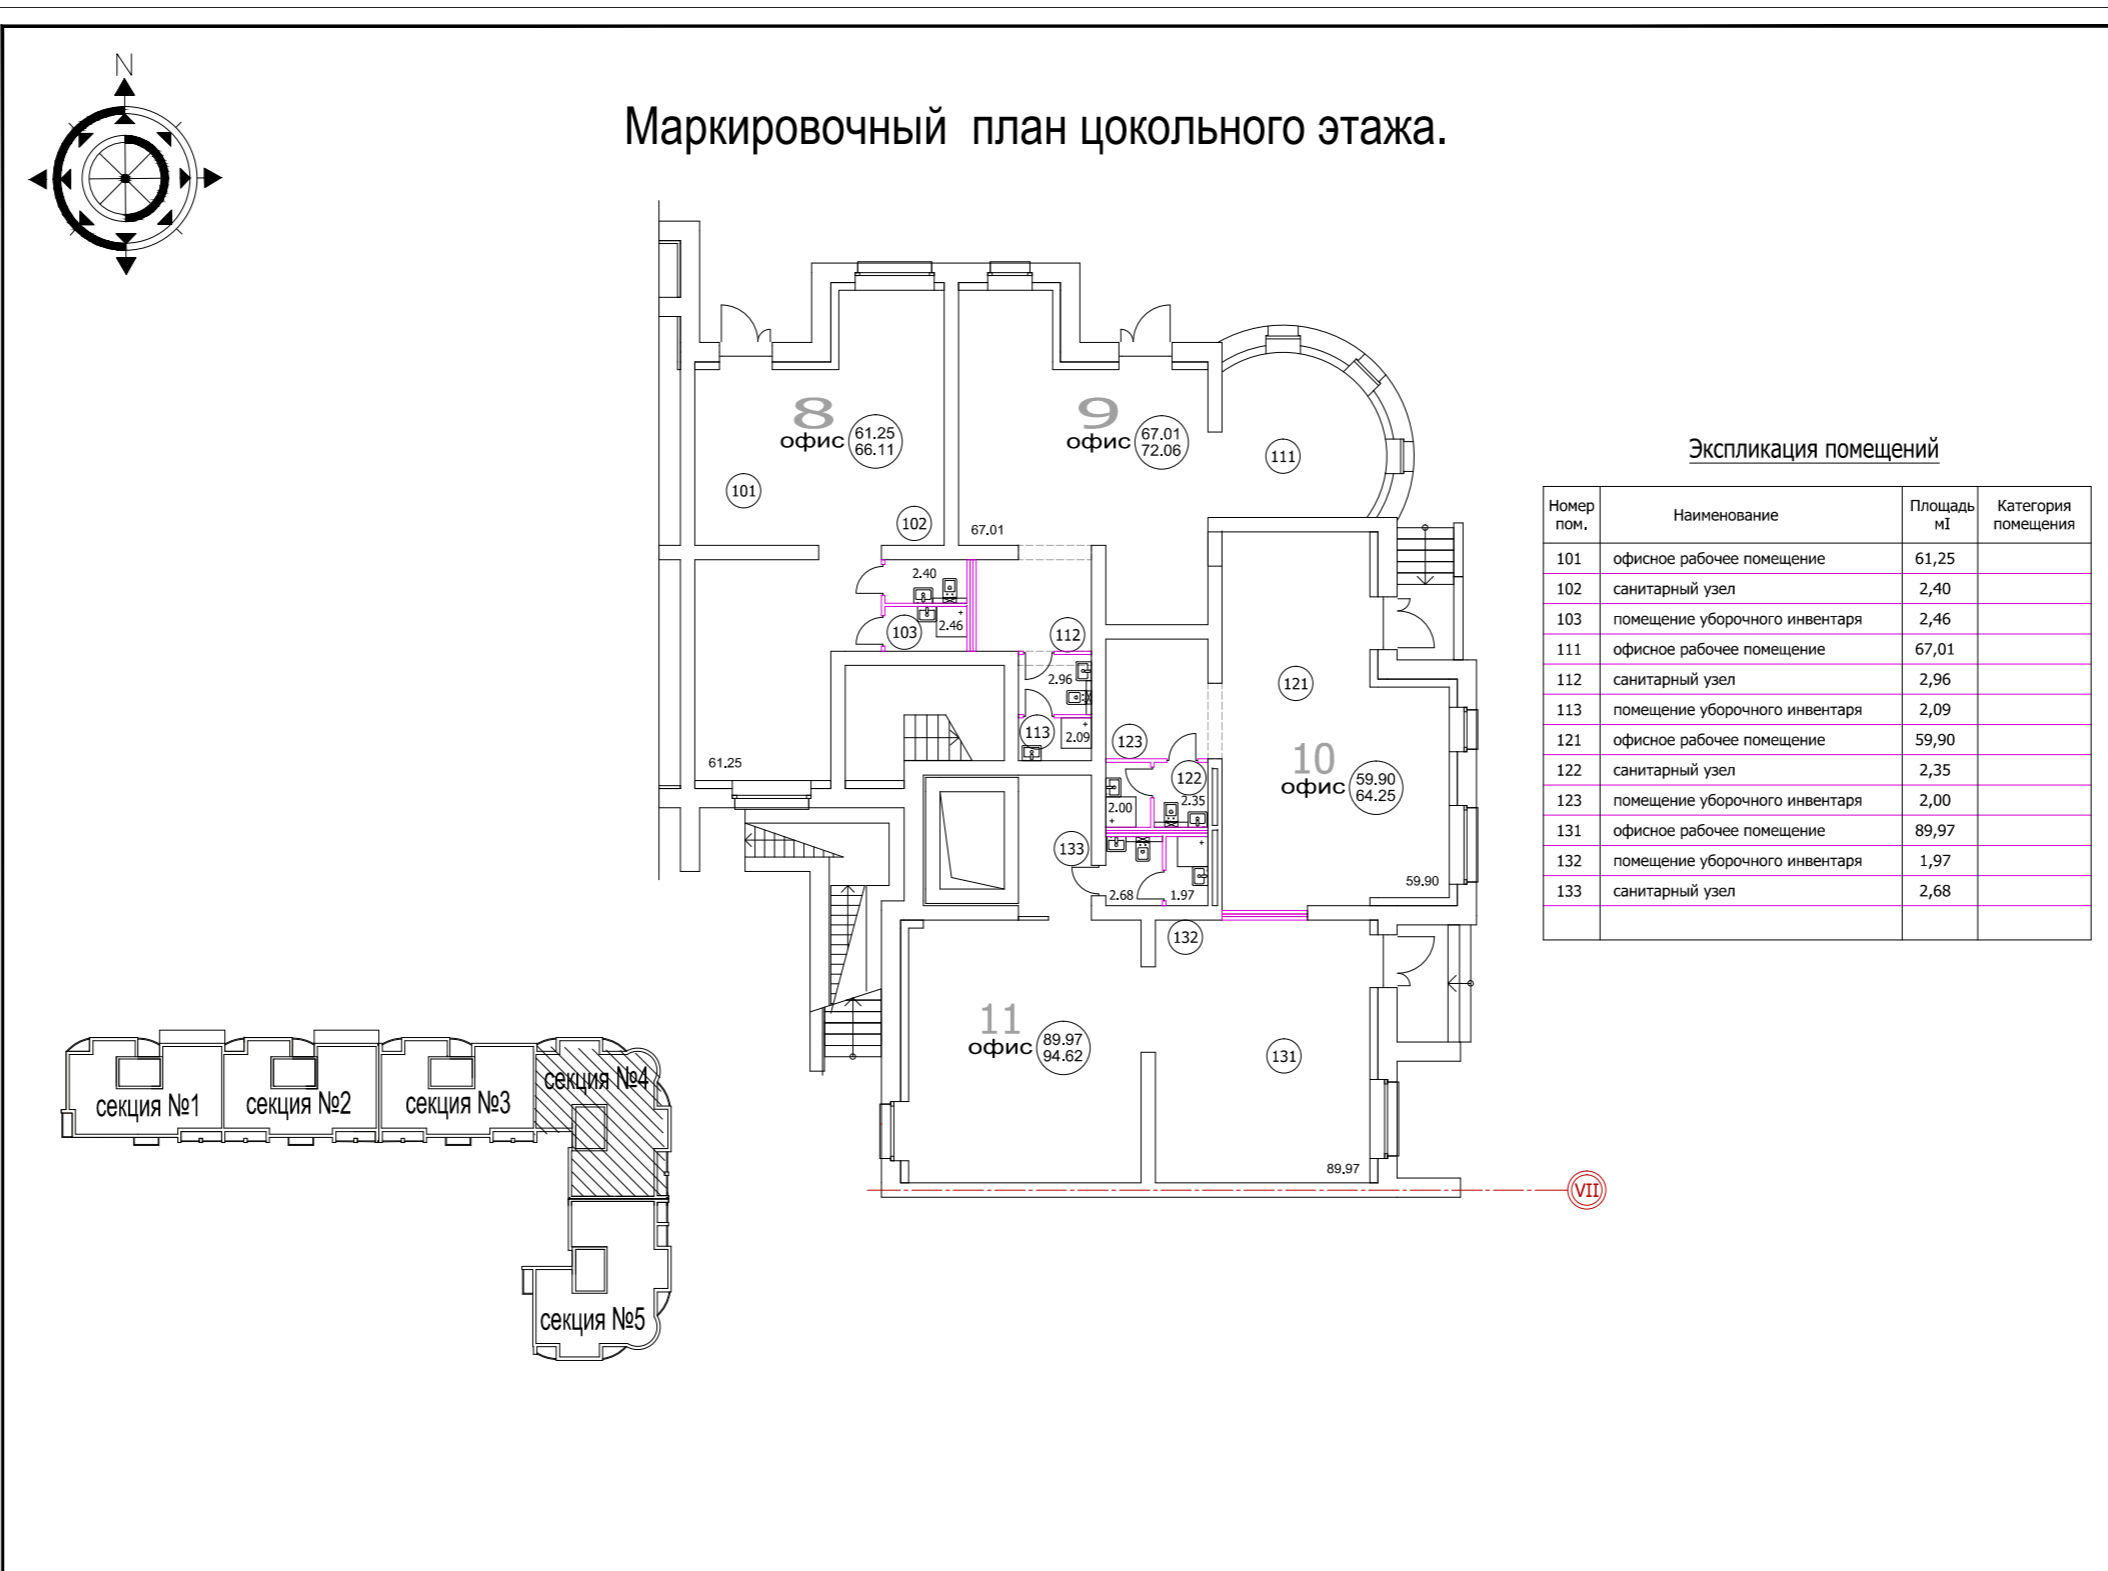 N
Маркировочный план цокольного этажа.
8
офис
61.25
66.11
9
офис
67.01
72.06
111
101
102
67.01
2.40
103
2.46
112
2.96
113
2.09
61.25
121
123
122
2.35
2.00
10
офис
59.90
64.25
133
59.90
2.68
1.97
132
11
офис
89.97
94.62
131
89.97
VII
Экспликация помещений
Номер пом.
Наименование
Площадь мI
Категория помещения
101 офисное рабочее помещение 61,25
102 санитарный узел 2,40
103 помещение уборочного инвентаря 2,46
111 офисное рабочее помещение 67,01
112 санитарный узел 2,96
113 помещение уборочного инвентаря 2,09
121 офисное рабочее помещение 59,90
122 санитарный узел 2,35
123 помещение уборочного инвентаря 2,00
131 офисное рабочее помещение 89,97
132 помещение уборочного инвентаря 1,97
133 санитарный узел 2,68
секция №1
секция №2
секция №3
секция №4
секция №5